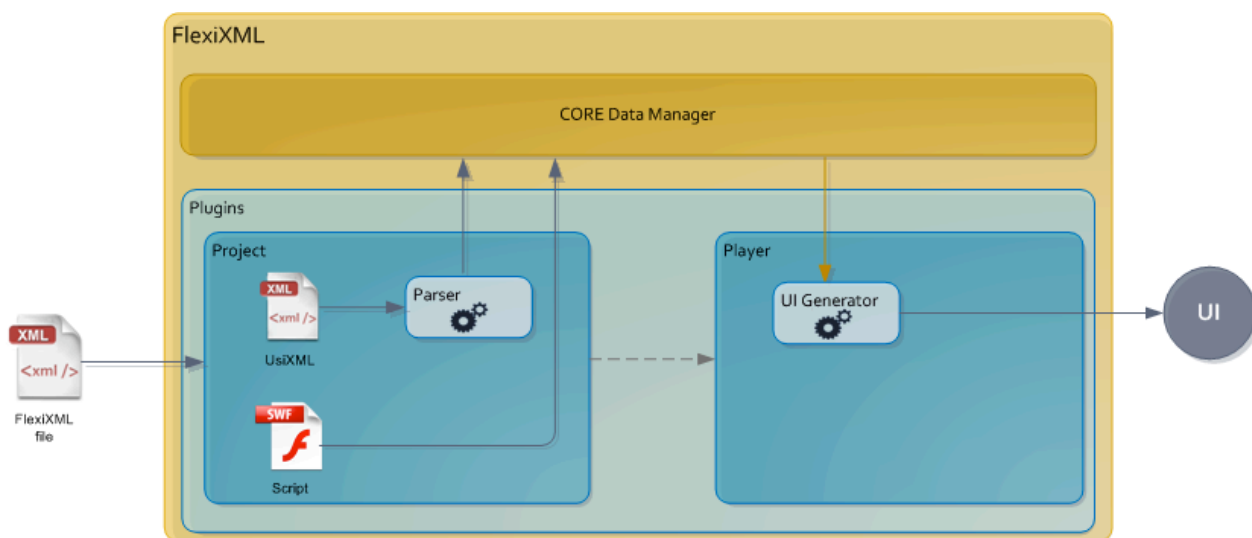 FlexiXML
CORE Data Manager
Plugins
Project
Player
XML
<xml />
UsiXML
Parser
UI Generator
UI
XML
<xml />
FlexiXML
file
SWF
Script